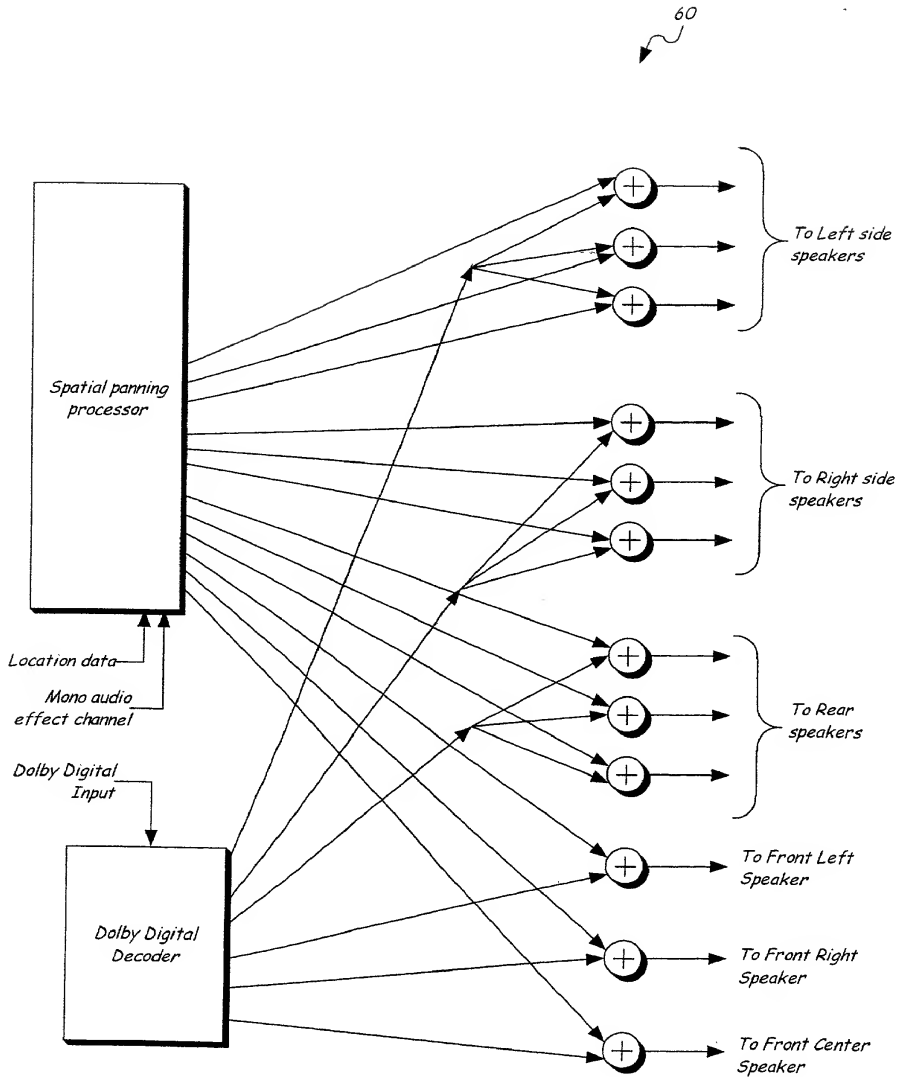 60
To Left side
speakers
Spatial panning
processor
To Right side
speakers
Location data
Mono audio
effect channel
To Rear
speakers
Dolby Digital
Input
To Front Left
Speaker
Dolby Digital
Decoder
To Front Right
Speaker
To Front Center
Speaker